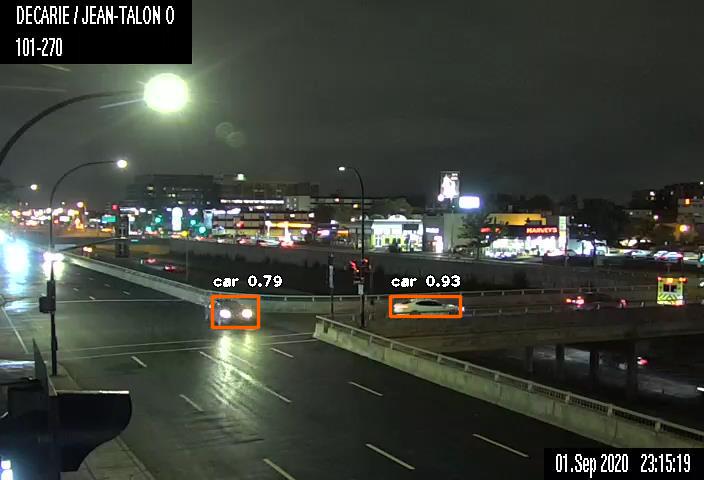 DECARIE / JEAN-TALON O
101-270
car 0.79
car 0.93
HARVEY'S
01.Sep 2020 23:15:19